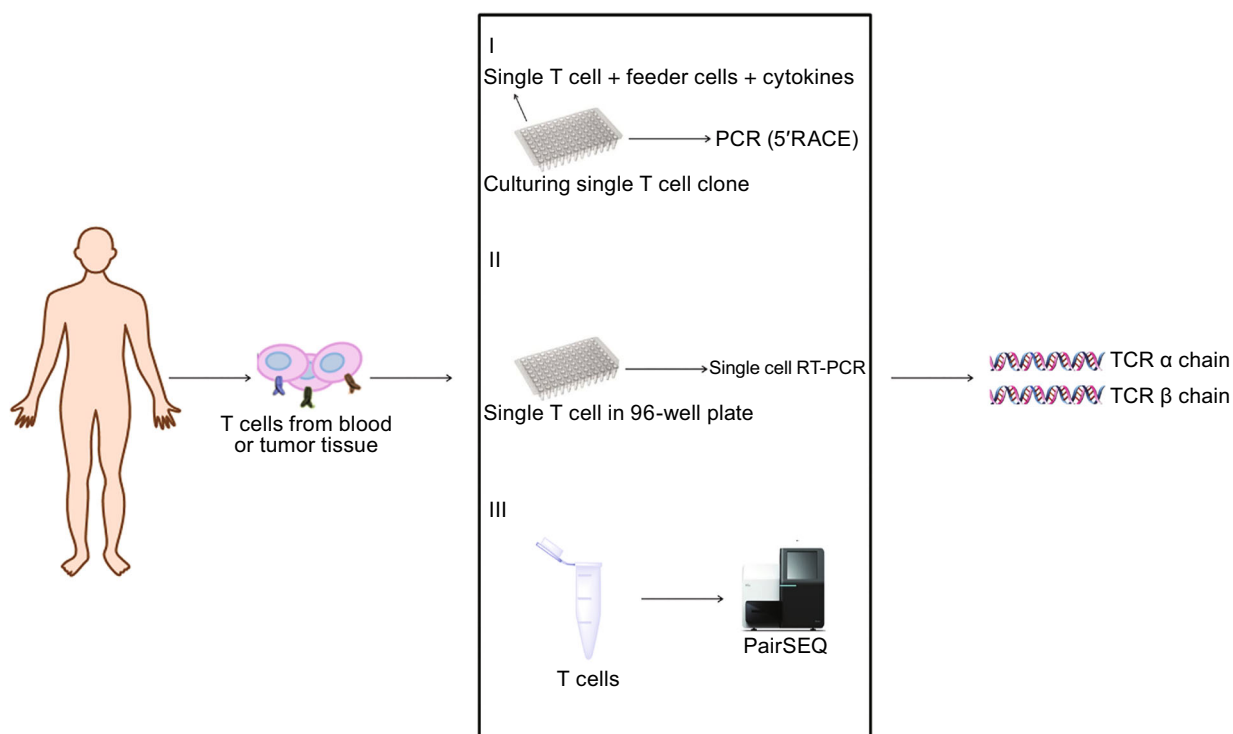 I
Single T cell + feeder cells + cytokines
PCR (5′RACE)
Culturing single T cell clone
II
Single cell RT-PCR
Single T cell in 96-well plate
T cells from blood
or tumor tissue
TCR α chain
TCR β chain
III
PairSEQ
T cells